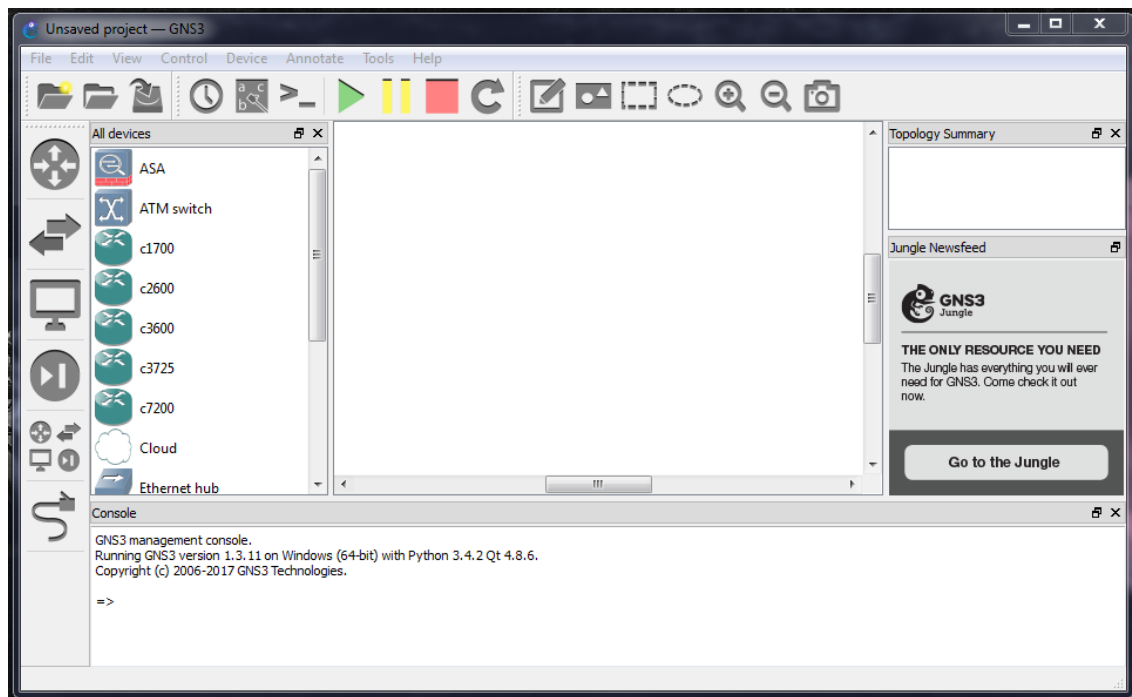 Unsaved project — GNS3
File Edit View Control Device Annotate Tools Help
All devices
ASA
ATM switch
c1700
c2600
c3600
c3725
c7200
Cloud
Ethernet hub
Topology Summary
Jungle Newsfeed
GNS3
Jungle
THE ONLY RESOURCE YOU NEED
The Jungle has everything you will ever
need for GNS3. Come check it out
now.
Go to the Jungle
Console
GNS3 management console.
Running GNS3 version 1.3.11 on Windows (64-bit) with Python 3.4.2 Qt 4.8.6.
Copyright (c) 2006-2017 GNS3 Technologies.
=>